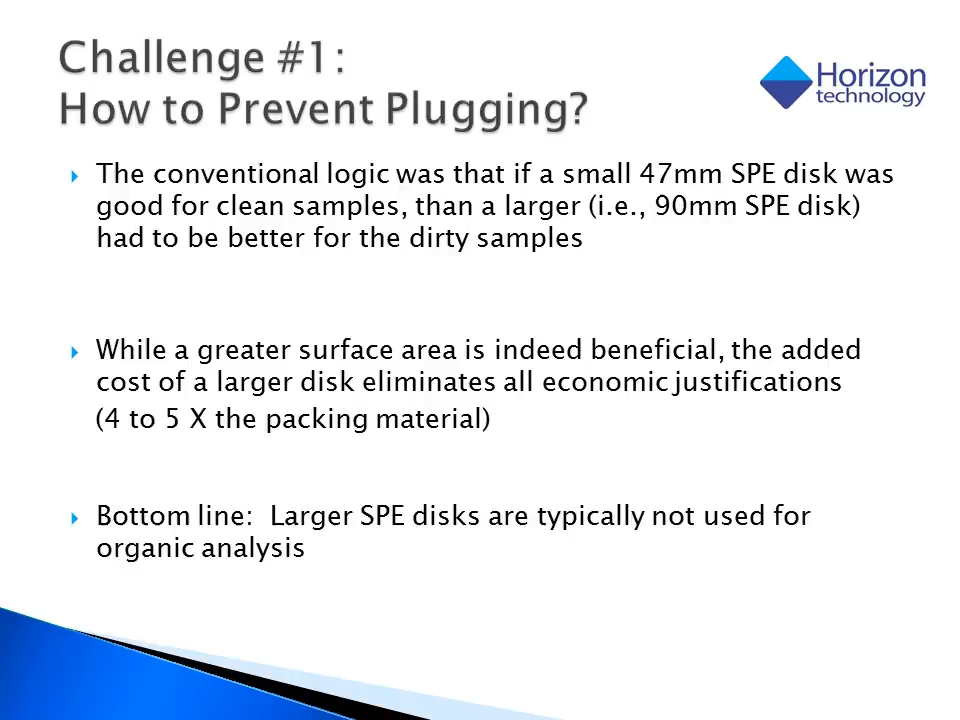 Challenge #1:
How to Prevent Plugging?
Horizon
technology
The conventional logic was that if a small 47mm SPE disk was
good for clean samples, than a larger (i.e., 90mm SPE disk)
had to be better for the dirty samples
While a greater surface area is indeed beneficial, the added
cost of a larger disk eliminates all economic justifications
(4 to 5 X the packing material)
Bottom line:  Larger SPE disks are typically not used for
organic analysis